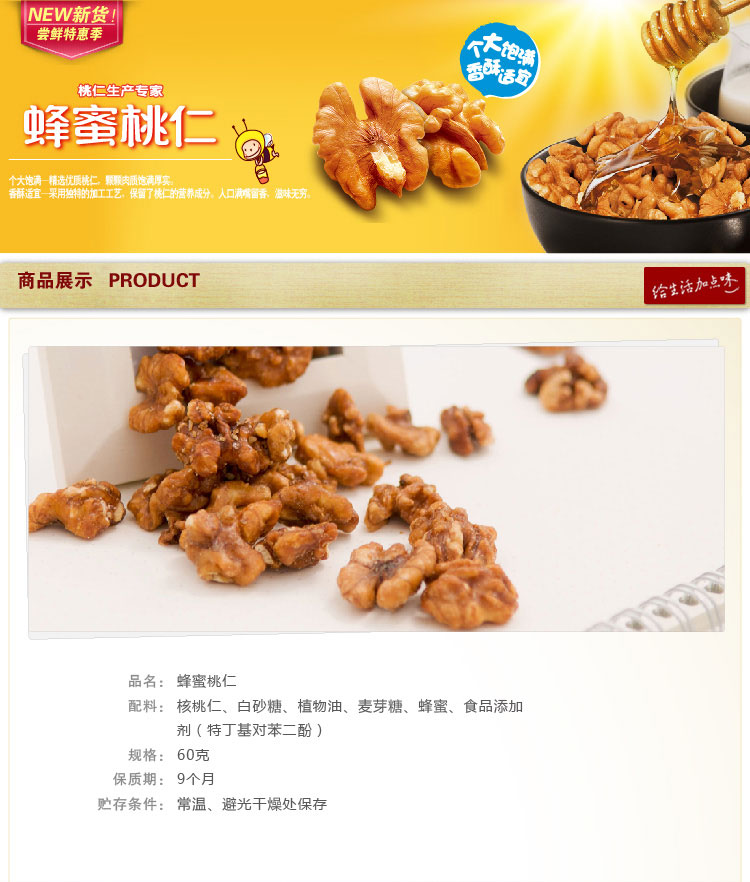 NEW新货!
尝鲜特惠季
个大饱满
香酥适宜
桃仁生产专家
蜂蜜桃仁
个大饱满—精选优质桃仁，颗颗肉质饱满厚实；
香酥适宜—采用独特的加工工艺，保留了桃仁的营养成分，入口满嘴留香、滋味无穷。
商品展示 PRODUCT
给生活加点味
品名： 蜂蜜桃仁
配料： 核桃仁、白砂糖、植物油、麦芽糖、蜂蜜、食品添加
剂（特丁基对苯二酚）
规格： 60克
保质期： 9个月
贮存条件： 常温、避光干燥处保存